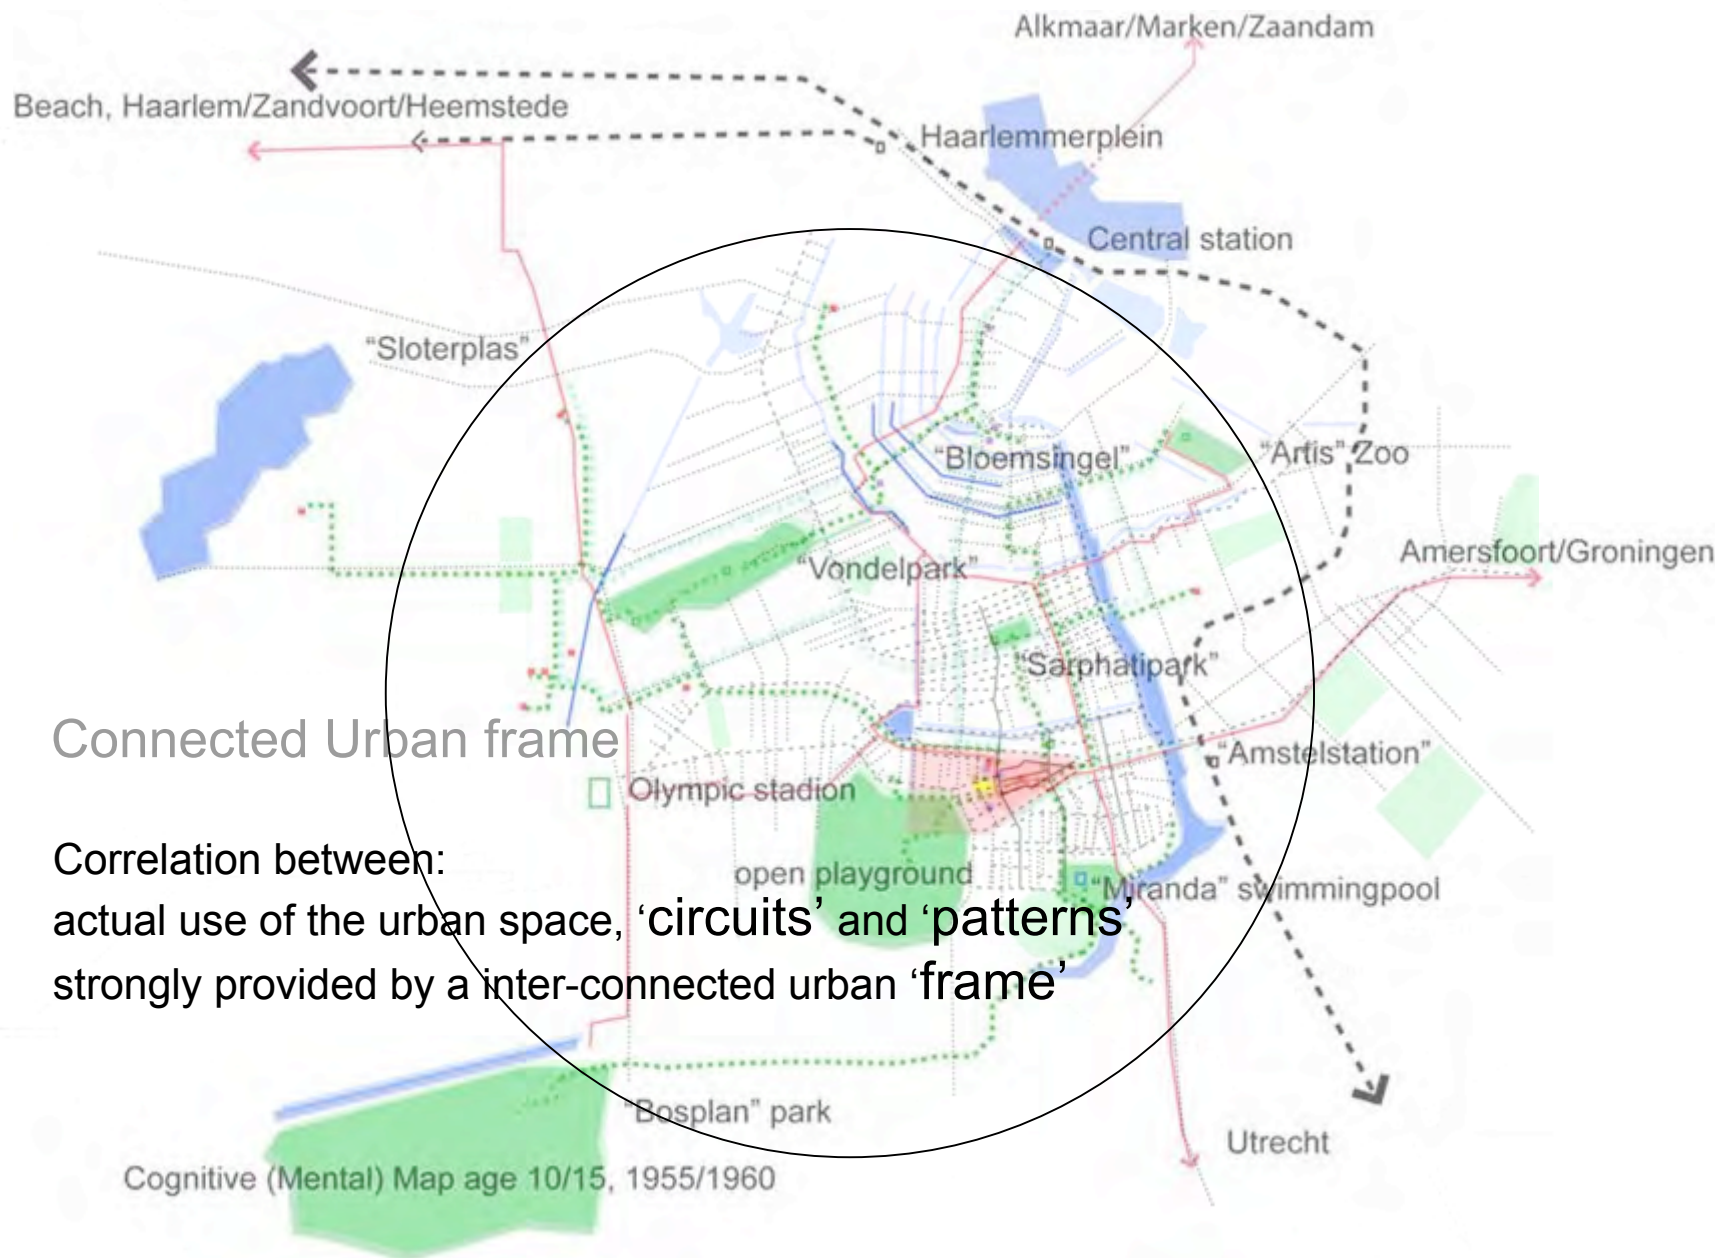 Alkmaar/Marken/Zaandam
Beach, Haarlem/Zandvoort/Heemstede
Haarlemmerplein
Central station
“Sloterplas”
“Bloemsingel”
“Artis” Zoo
Amersfoort/Groningen
“Vondelpark”
“Sarphatipark”
Connected Urban frame
“Amstelstation”
Olympic stadion
Correlation between:
open playground
“Miranda” swimmingpool
actual use of the urban space, ‘circuits’ and ‘patterns’
strongly provided by a inter-connected urban ‘frame’
“Bosplan” park
Utrecht
Cognitive (Mental) Map age 10/15, 1955/1960